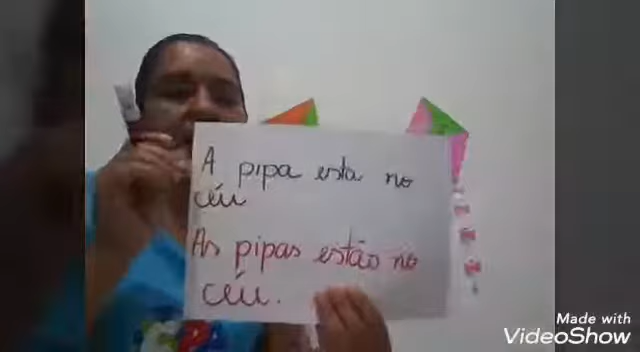 A pipa esta no
céu
As pipas estão no
céu.
Made with
VideoShow